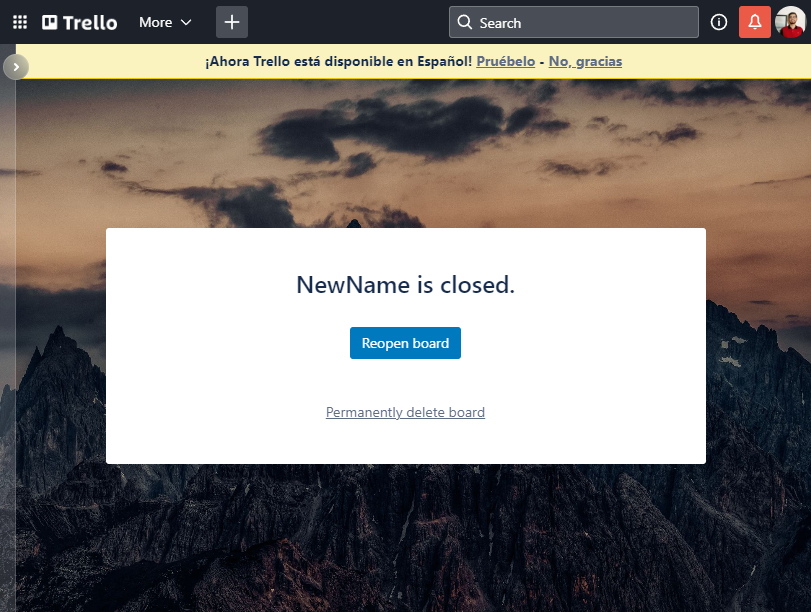 Trello More Search
¡Ahora Trello está disponible en Español! Pruébelo - No, gracias
NewName is closed.
Reopen board
Permanently delete board